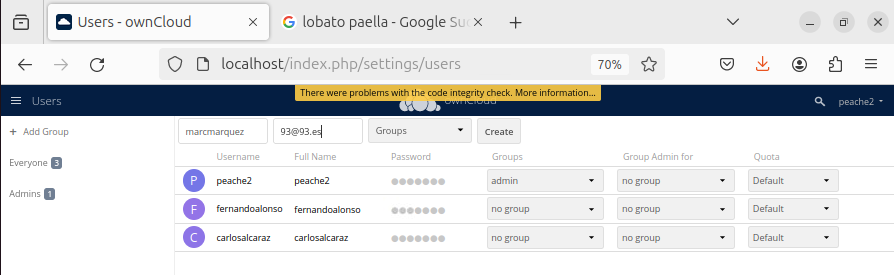 Users - ownCloud
lobato paella - Google Su
localhost/index.php/settings/users
70%
There were problems with the code integrity check. More information...
Users
ownCloud
peache2
+ Add Group
marcmarquez
93@93.es
Groups
Create
Everyone 3
Username Full Name Password Groups Group Admin for Quota
Admins 1
P peache2 peache2 ●●●●●●● admin no group Default
F fernandoalonso fernandoalonso ●●●●●●● no group no group Default
C carlosalcaraz carlosalcaraz ●●●●●●● no group no group Default